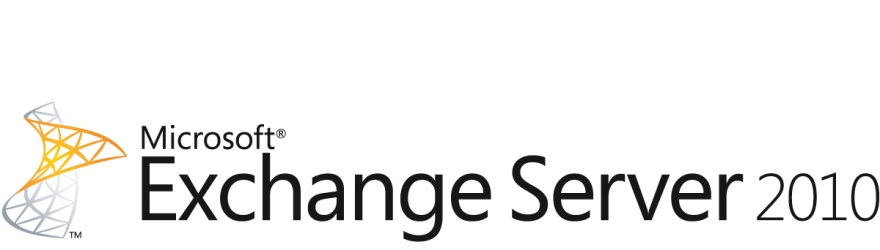 Microsoft®
Exchange Server 2010
™